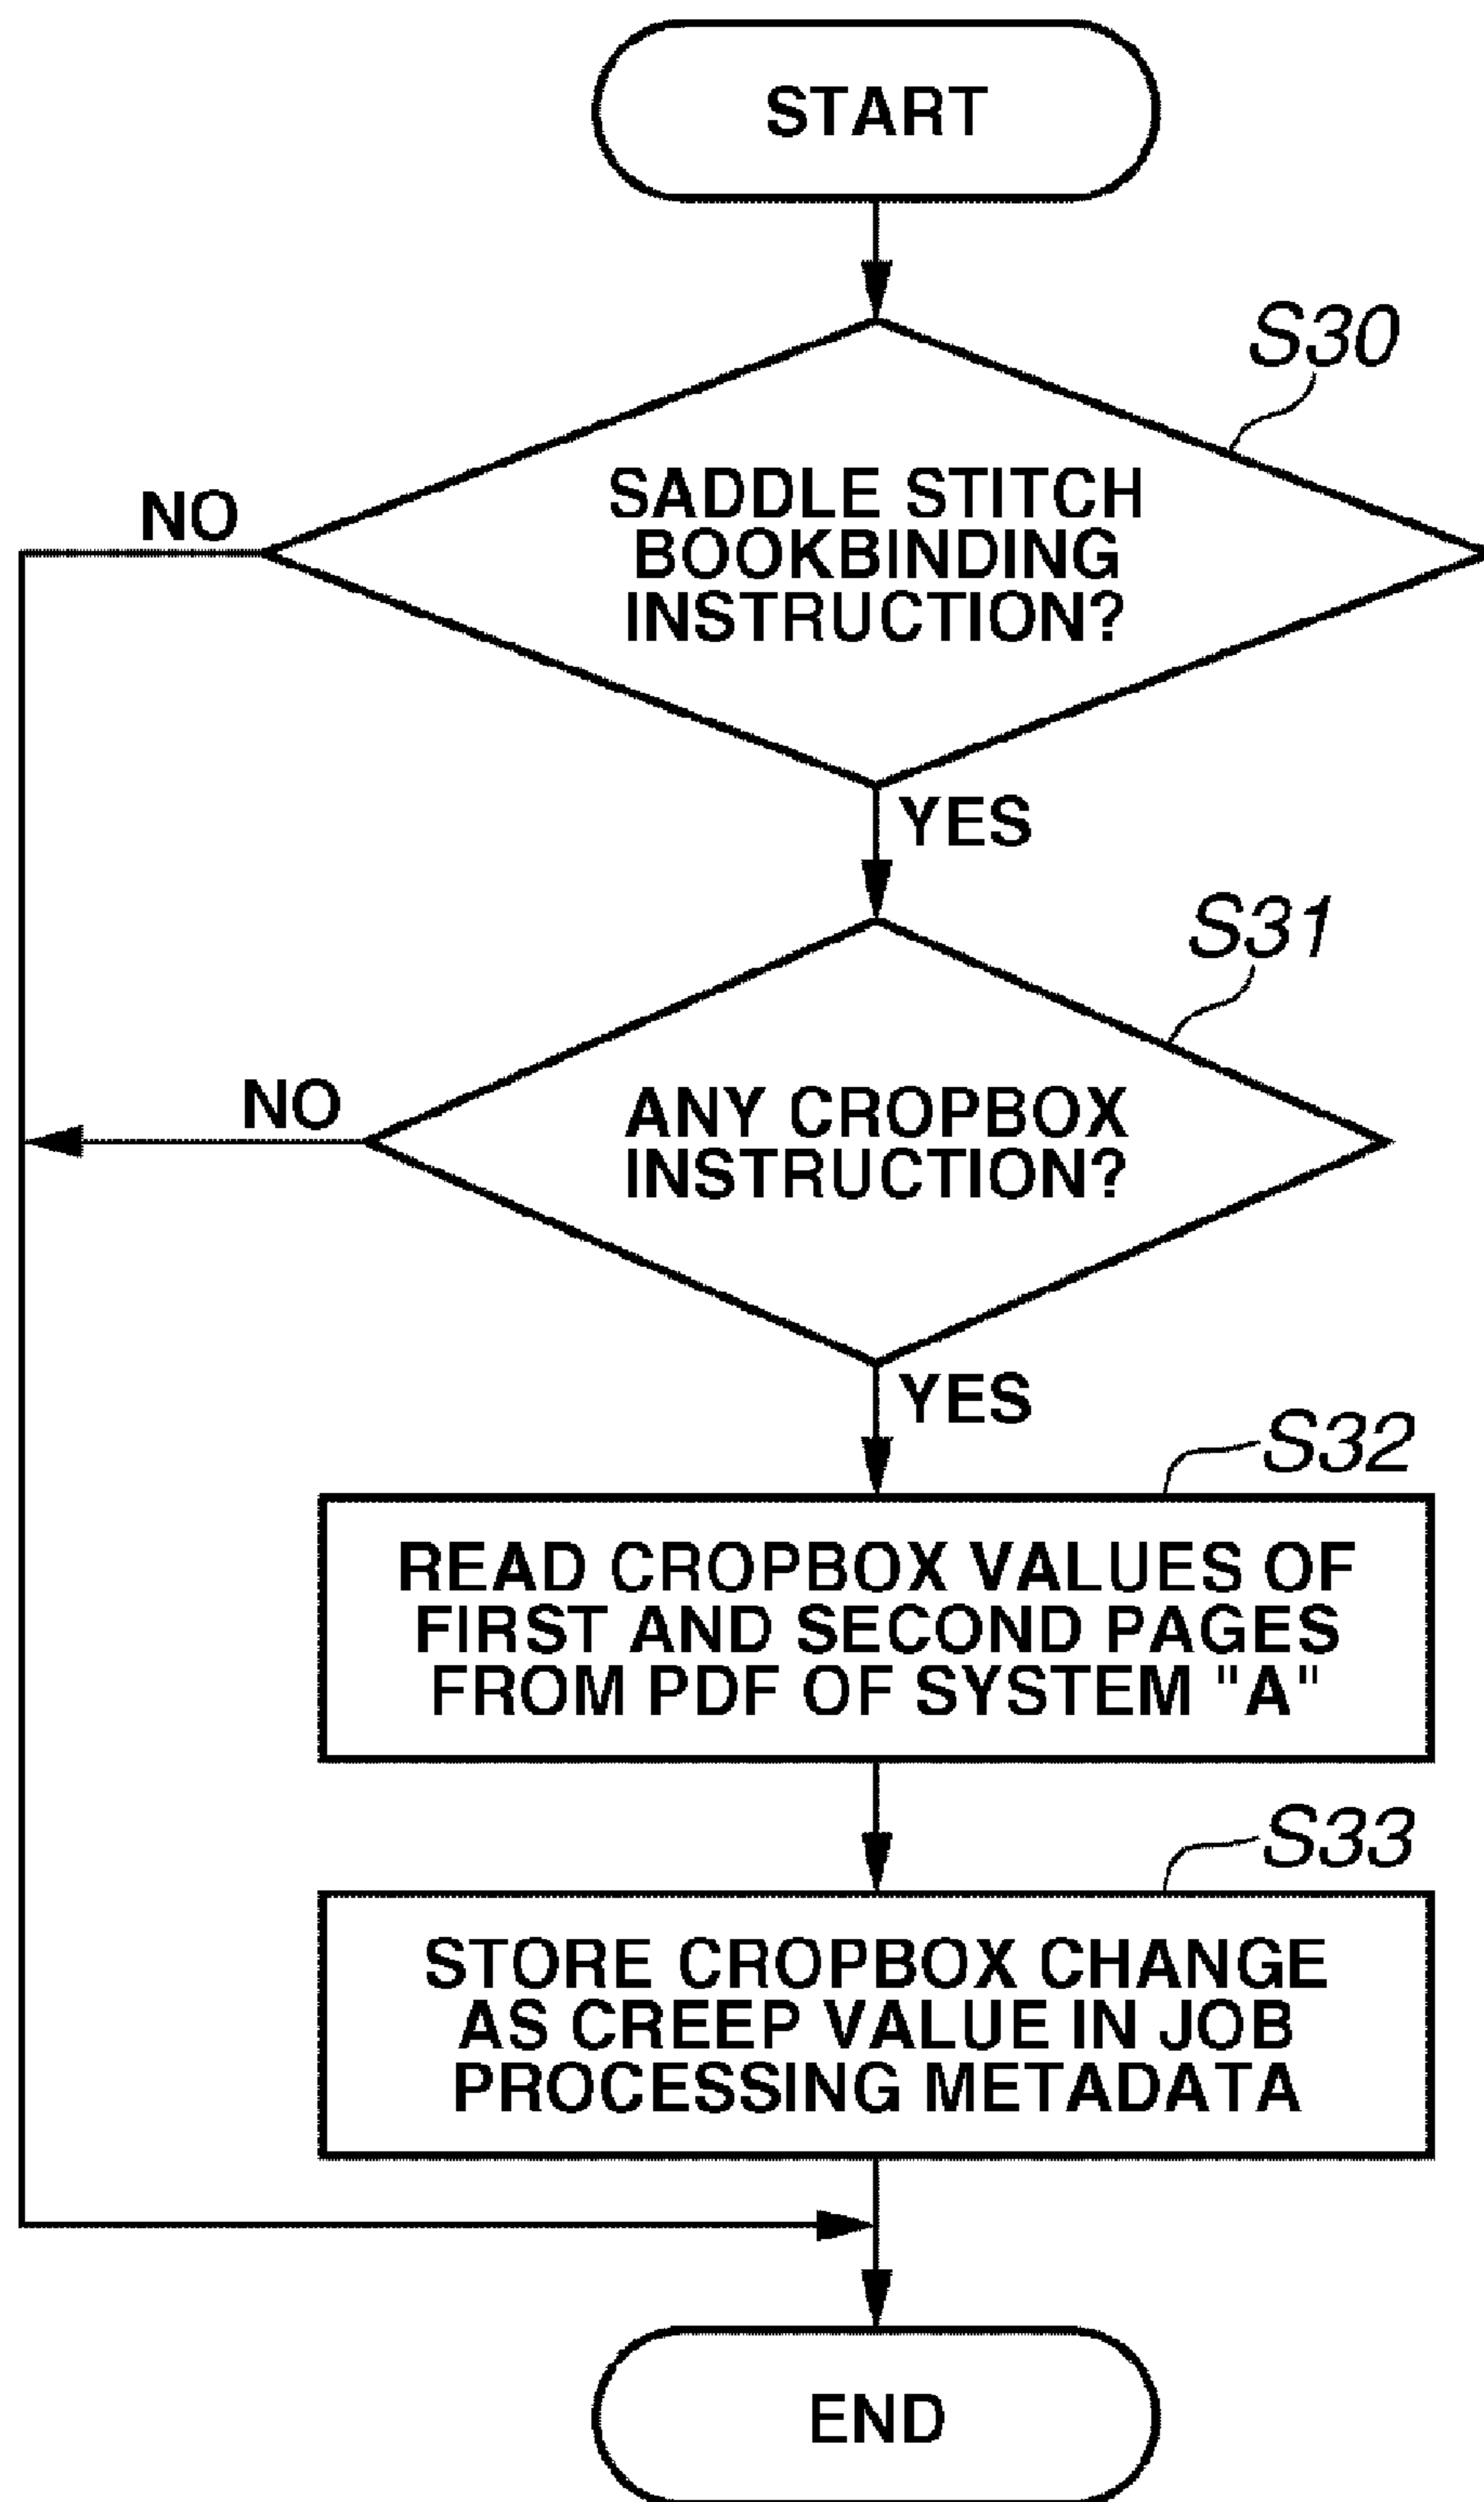 START
S30
SADDLE STITCH
BOOKBINDING
INSTRUCTION?
NO
YES
S31
ANY CROPBOX
INSTRUCTION?
NO
YES
S32
READ CROPBOX VALUES OF
FIRST AND SECOND PAGES
FROM PDF OF SYSTEM "A"
S33
STORE CROPBOX CHANGE
AS CREEP VALUE IN JOB
PROCESSING METADATA
END